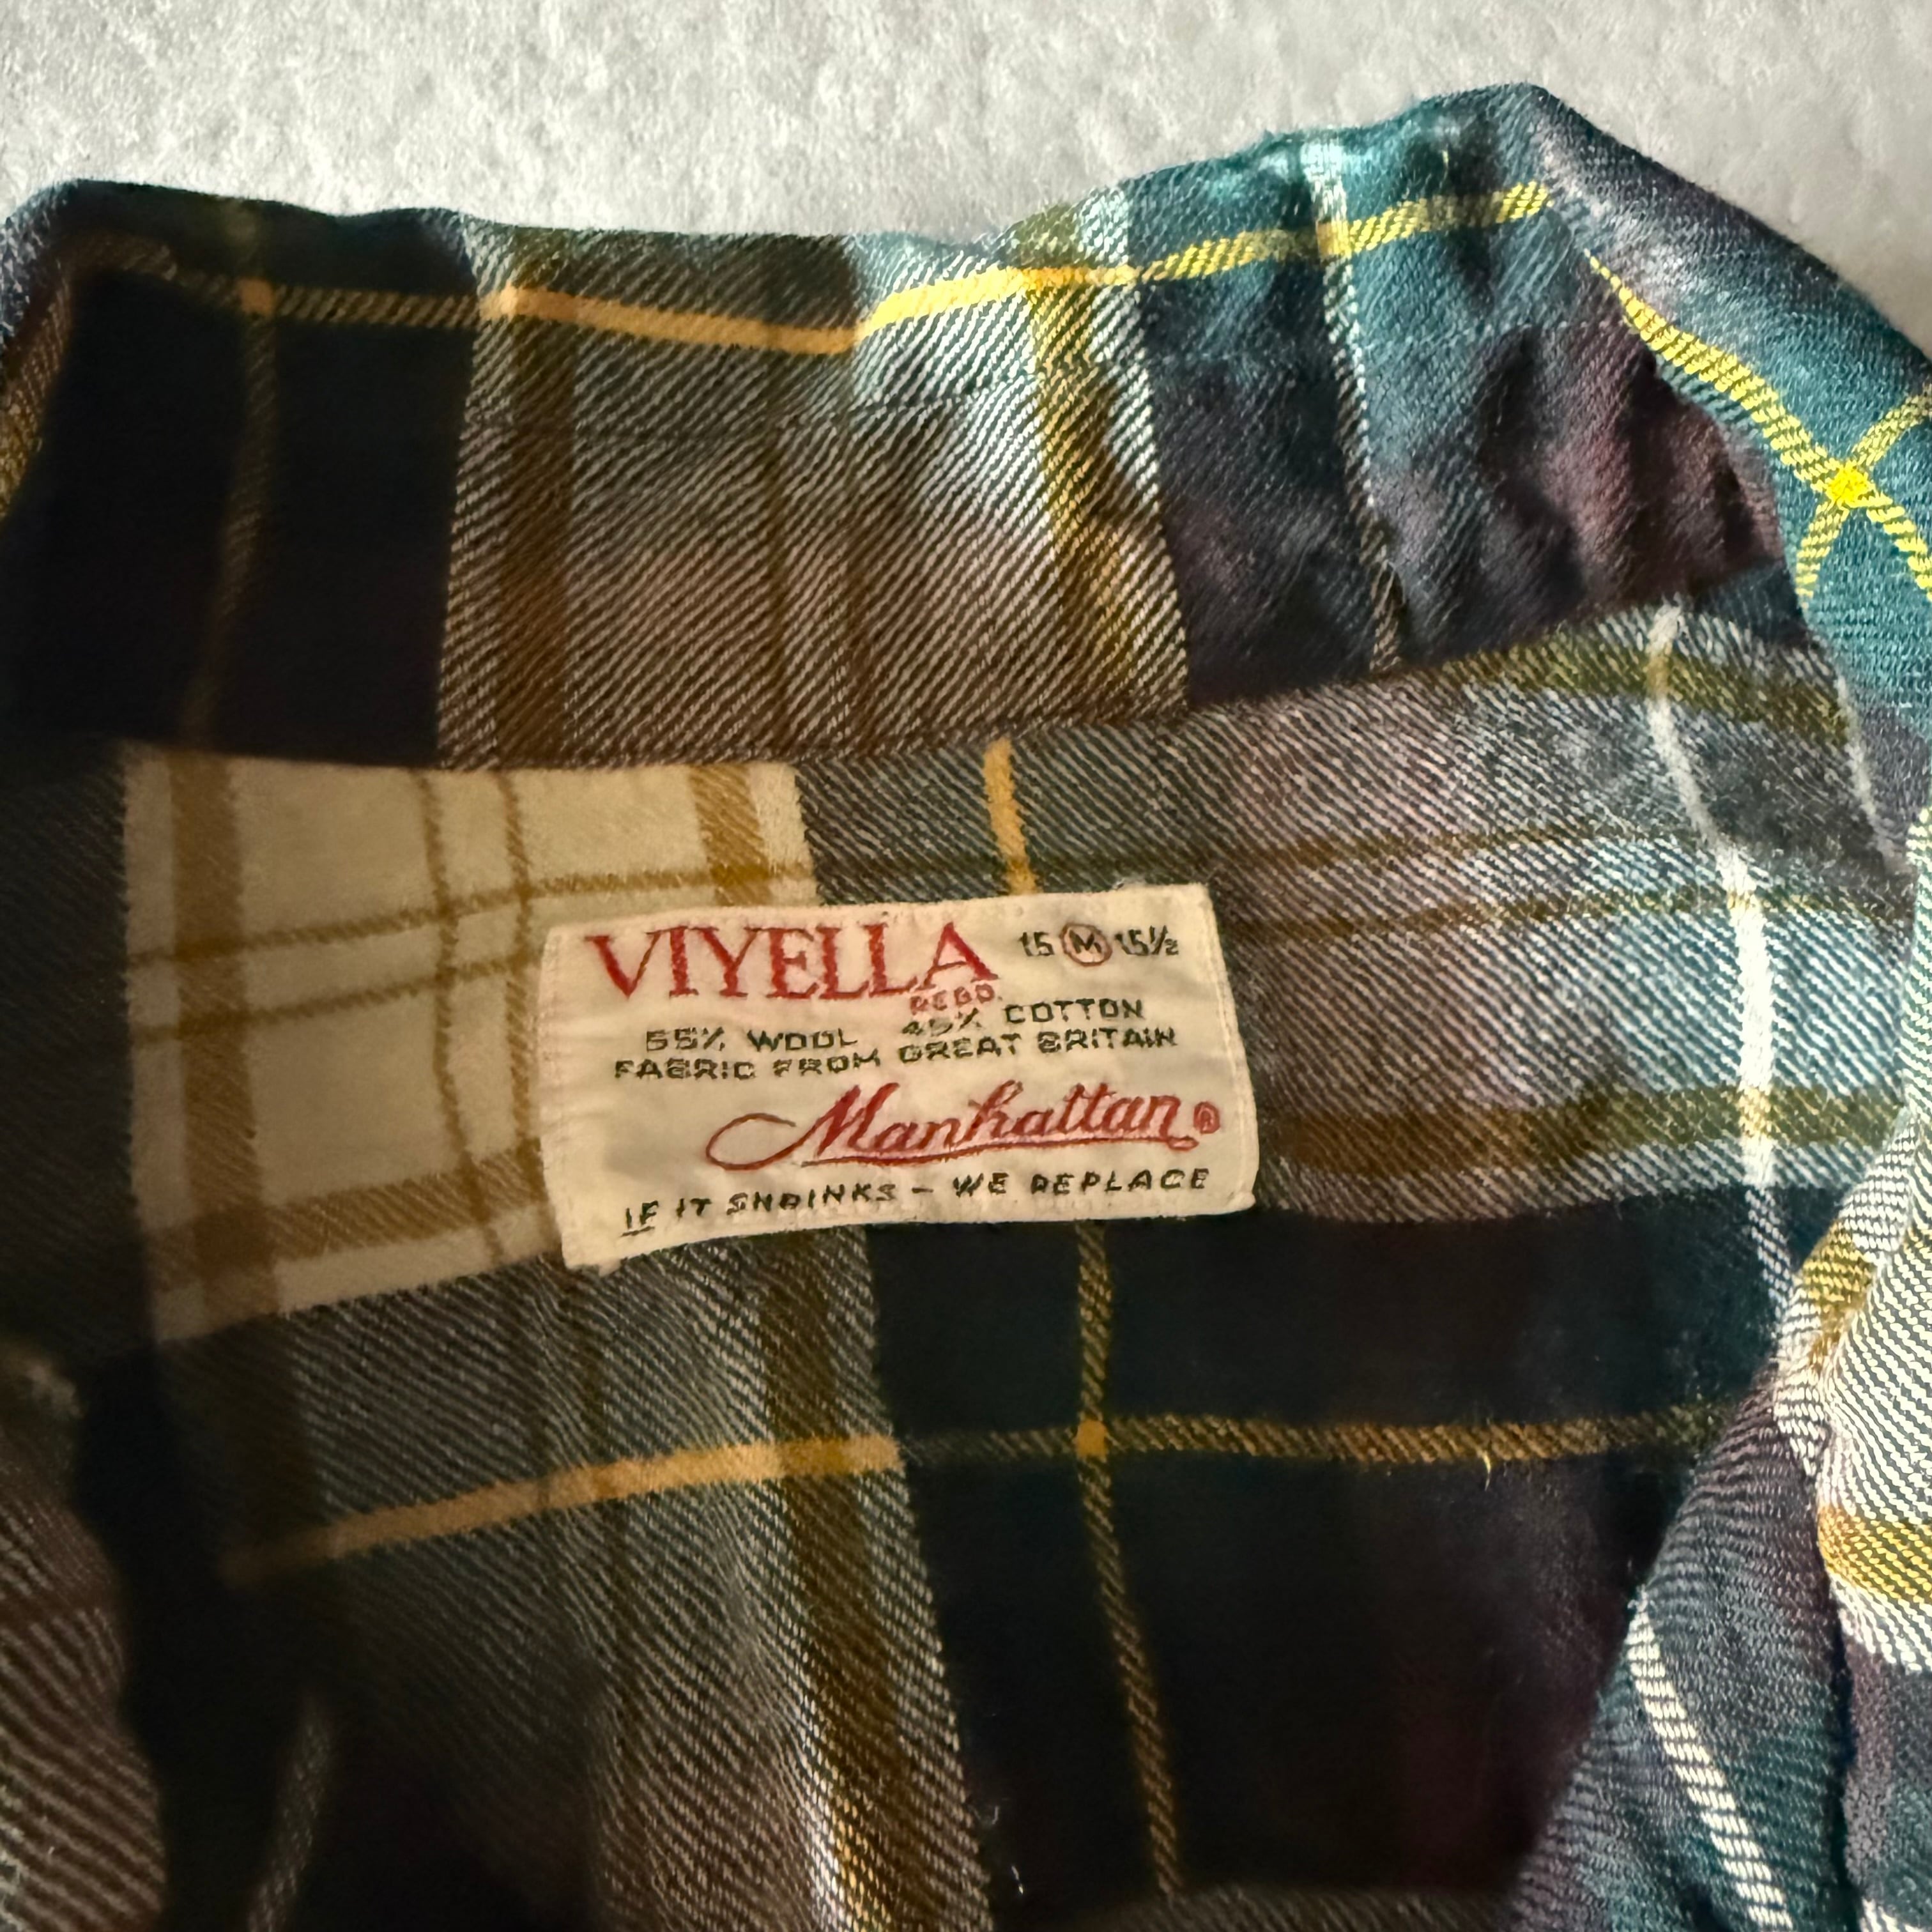 VIYELLA 15 M 15½
REGD.
55% WOOL 45% COTTON
FABRIC FROM GREAT BRITAIN
Manhattan ®
IF IT SHRINKS – WE REPLACE